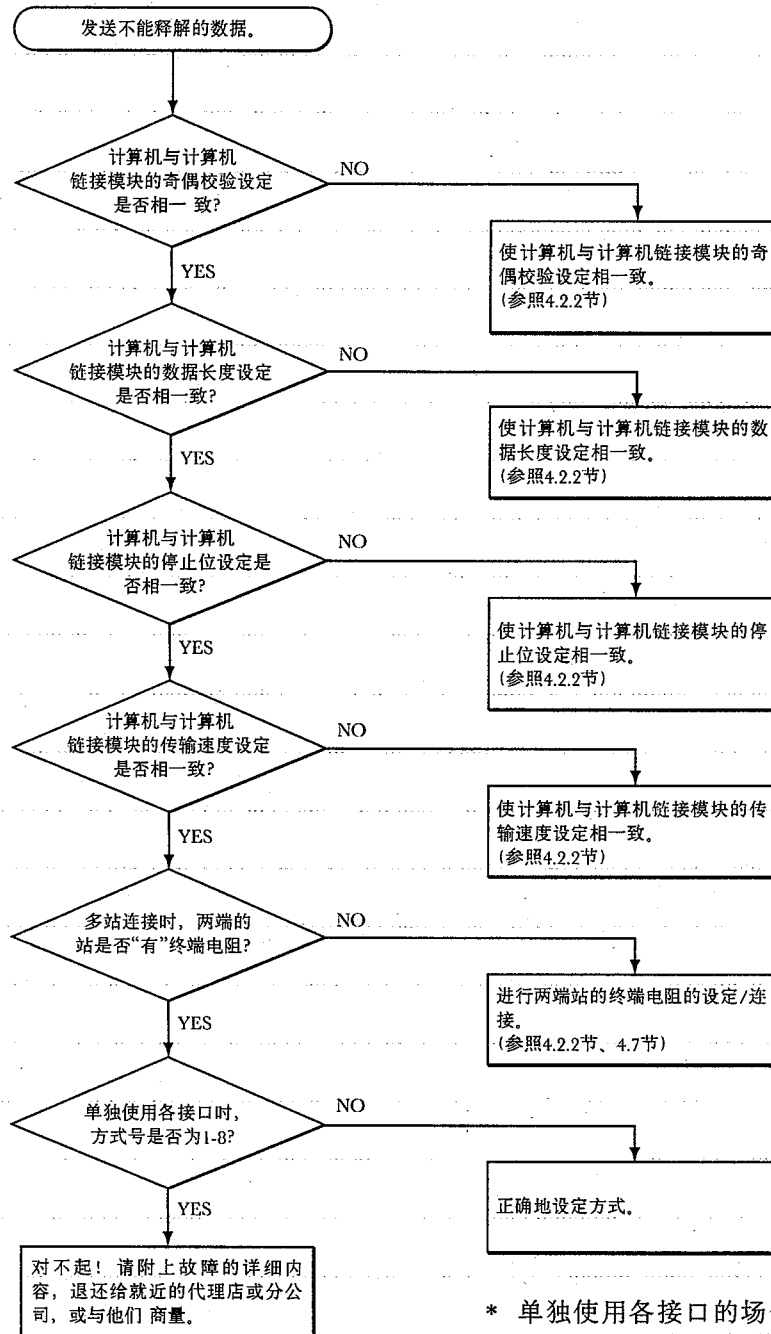 发送不能释解的数据。
计算机与计算机
链接模块的奇偶校验设定
是否相一 致?
NO
使计算机与计算机链接模块的奇
偶校验设定相一致。
(参照4.2.2节)
YES
计算机与计算机
链接模块的数据长度设定
是否相一致?
NO
使计算机与计算机链接模块的数
据长度设定相一致。
(参照4.2.2节)
YES
计算机与计算机
链接模块的停止位设定是
否相一致?
NO
使计算机与计算机链接模块的停
止位设定相一致。
(参照4.2.2节)
YES
计算机与计算机
链接模块的传输速度设定
是否相一致?
NO
使计算机与计算机链接模块的传
输速度设定相一致。
(参照4.2.2节)
YES
多站连接时，两端的
站是否“有”终端电阻?
NO
进行两端站的终端电阻的设定/连
接。
(参照4.2.2节、4.7节)
YES
单独使用各接口时，
方式号是否为1-8?
NO
正确地设定方式。
YES
对不起！请附上故障的详细内
容，退还给就近的代理店或分公
司，或与他们 商量。
* 单独使用各接口的场